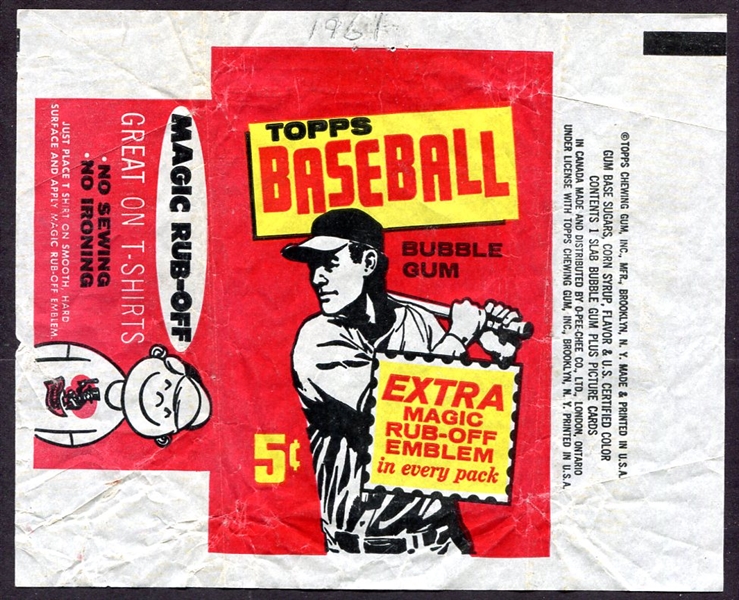 1961
TOPPS
BASEBALL
BUBBLE
GUM
5¢
EXTRA
MAGIC
RUB-OFF
EMBLEM
in every pack
MAGIC RUB-OFF
GREAT ON T-SHIRTS
• NO SEWING
• NO IRONING
JUST PLACE T SHIRT ON SMOOTH, HARD
SURFACE AND APPLY MAGIC RUB-OFF EMBLEM
©TOPPS CHEWING GUM, INC., MFR., BROOKLYN, N. Y. MADE & PRINTED IN U.S.A.
GUM BASE SUGARS, CORN SYRUP, FLAVOR & U.S. CERTIFIED COLOR
CONTENTS 1 SLAB BUBBLE GUM PLUS PICTURE CARDS
IN CANADA MADE AND DISTRIBUTED BY O-PEE-CHEE CO., LTD., LONDON, ONTARIO
UNDER LICENSE WITH TOPPS CHEWING GUM, INC., BROOKLYN, N. Y. PRINTED IN U.S.A.